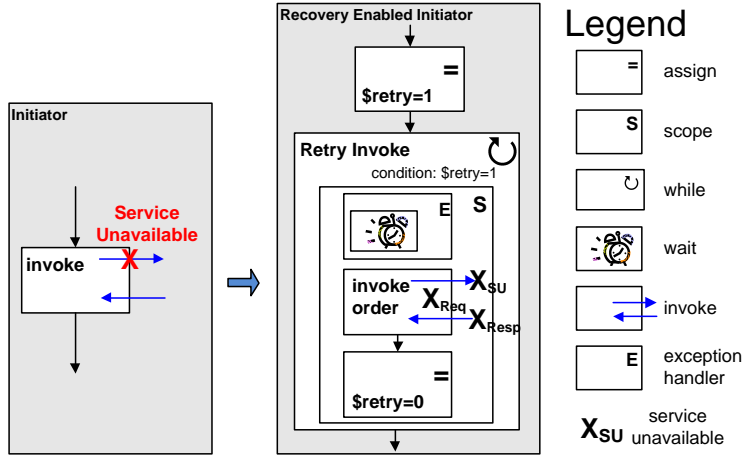 Initiator
Service
Unavailable
X
invoke
Recovery Enabled Initiator
=
$retry=1
Retry Invoke
condition: $retry=1
E
S
invoke
order
XReq
XSU
XResp
=
$retry=0
Legend
= assign
S scope
while
wait
invoke
E exception
handler
XSU service
unavailable